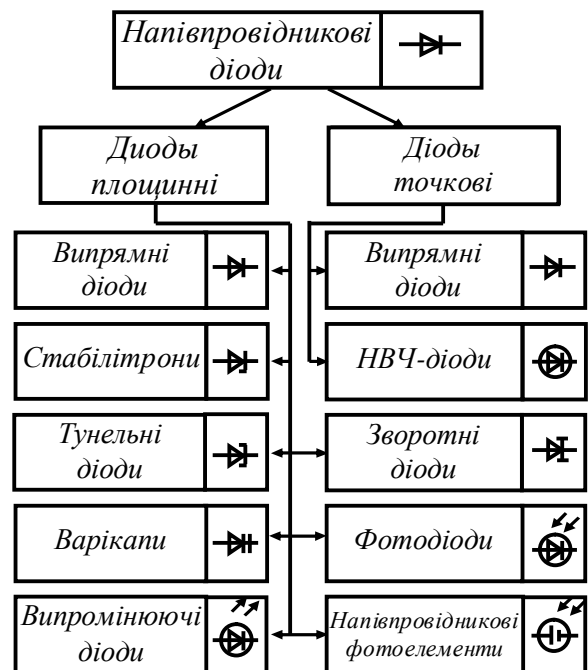 Напівпровідникові
діоди
Диоды
площинні
Діоды
точкові
Випрямні
діоди
Випрямні
діоди
Стабілітрони
НВЧ-діоди
Тунельні
діоди
Зворотні
діоди
Варікапи
Фотодіоди
Випромінюючі
діоди
Напівпровідникові
фотоелементи